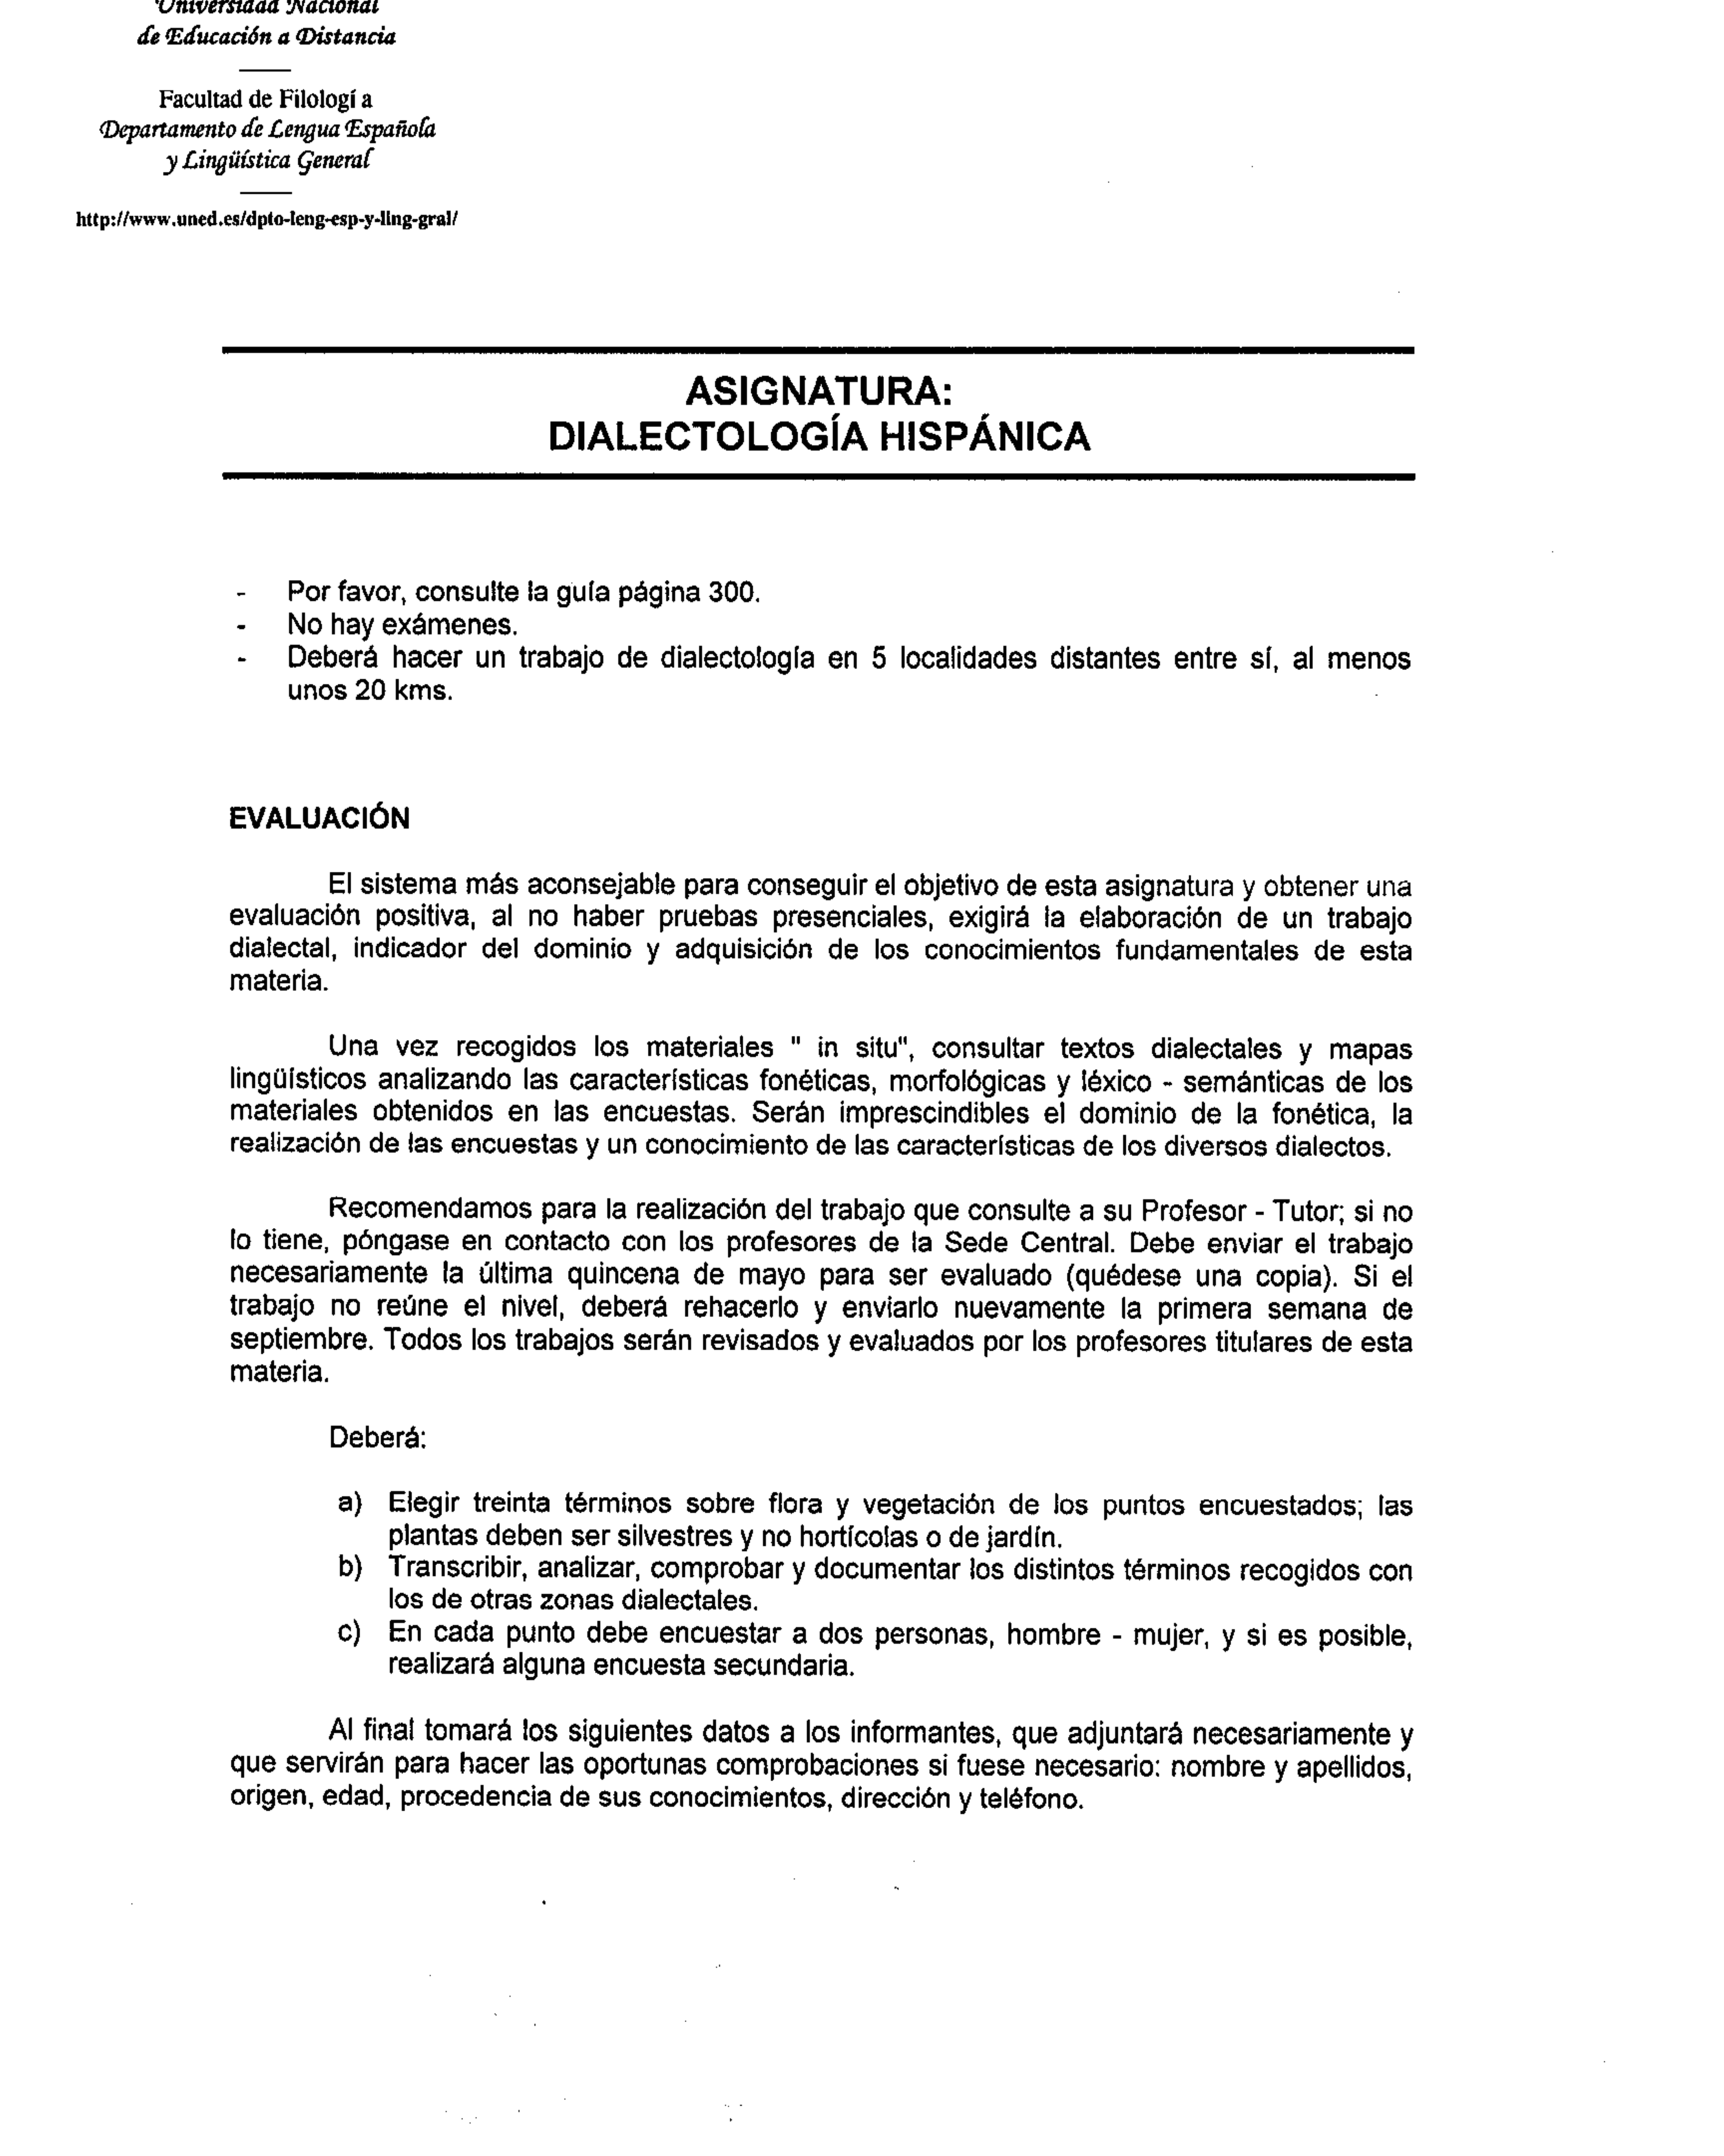 Universidad Nacional
de Educación a Distancia
Facultad de Filologí a
Departamento de Lengua Española
y Lingüística General
http://www.uned.es/dpto-leng-esp-y-ling-gral/
ASIGNATURA:
DIALECTOLOGÍA HISPÁNICA
- Por favor, consulte la guía página 300.
- No hay exámenes.
- Deberá hacer un trabajo de dialectología en 5 localidades distantes entre sí, al menos
unos 20 kms.
EVALUACIÓN
El sistema más aconsejable para conseguir el objetivo de esta asignatura y obtener una
evaluación positiva, al no haber pruebas presenciales, exigirá la elaboración de un trabajo
dialectal, indicador del dominio y adquisición de los conocimientos fundamentales de esta
materia.
Una vez recogidos los materiales " in situ", consultar textos dialectales y mapas
lingüísticos analizando las características fonéticas, morfológicas y léxico - semánticas de los
materiales obtenidos en las encuestas. Serán imprescindibles el dominio de la fonética, la
realización de las encuestas y un conocimiento de las características de los diversos dialectos.
Recomendamos para la realización del trabajo que consulte a su Profesor - Tutor; si no
lo tiene, póngase en contacto con los profesores de la Sede Central. Debe enviar el trabajo
necesariamente la última quincena de mayo para ser evaluado (quédese una copia). Si el
trabajo no reúne el nivel, deberá rehacerlo y enviarlo nuevamente la primera semana de
septiembre. Todos los trabajos serán revisados y evaluados por los profesores titulares de esta
materia.
Deberá:
a) Elegir treinta términos sobre flora y vegetación de los puntos encuestados; las
plantas deben ser silvestres y no hortícolas o de jardín.
b) Transcribir, analizar, comprobar y documentar los distintos términos recogidos con
los de otras zonas dialectales.
c) En cada punto debe encuestar a dos personas, hombre - mujer, y si es posible,
realizará alguna encuesta secundaria.
Al final tomará los siguientes datos a los informantes, que adjuntará necesariamente y
que servirán para hacer las oportunas comprobaciones si fuese necesario: nombre y apellidos,
origen, edad, procedencia de sus conocimientos, dirección y teléfono.